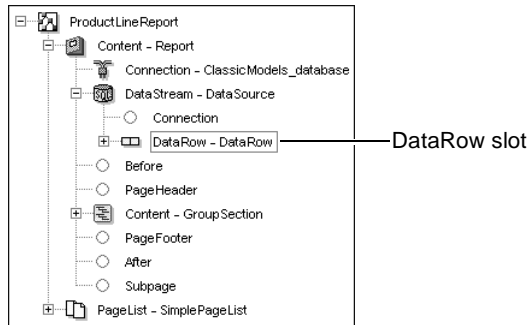 ProductLineReport
Content - Report
Connection - ClassicModels_database
DataStream - DataSource
SQL
Connection
DataRow - DataRow
DataRow slot
Before
PageHeader
Content - GroupSection
PageFooter
After
Subpage
PageList - SimplePageList